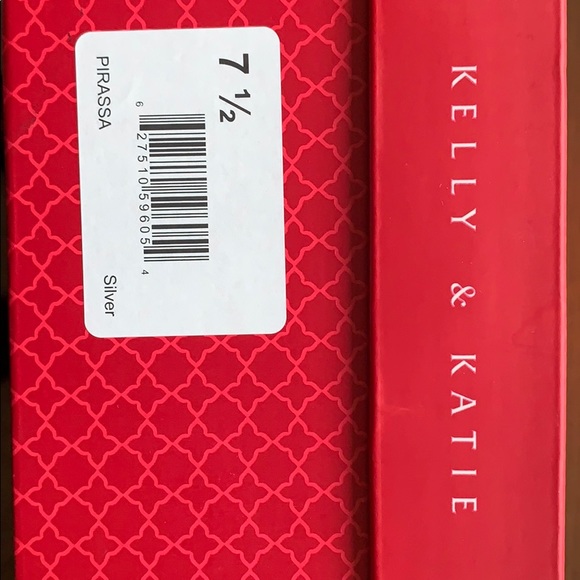 KELLY & KATIE
7 ½
6 27510 59605 4
PIRASSA Silver